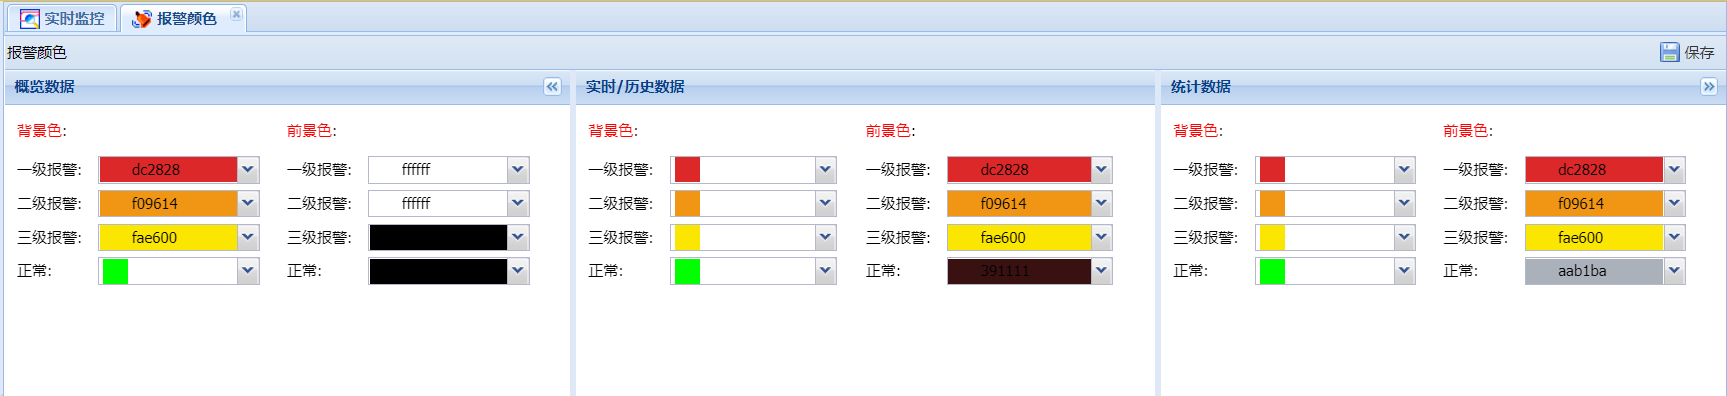 实时监控 报警颜色
报警颜色 保存
概览数据 实时/历史数据 统计数据
背景色: 前景色: 背景色: 前景色: 背景色: 前景色:
一级报警: dc2828 一级报警: ffffff 一级报警: 一级报警: dc2828 一级报警: 一级报警: dc2828
二级报警: f09614 二级报警: ffffff 二级报警: 二级报警: f09614 二级报警: 二级报警: f09614
三级报警: fae600 三级报警: 三级报警: 三级报警: fae600 三级报警: 三级报警: fae600
正常: 正常: 正常: 正常: 391111 正常: 正常: aab1ba